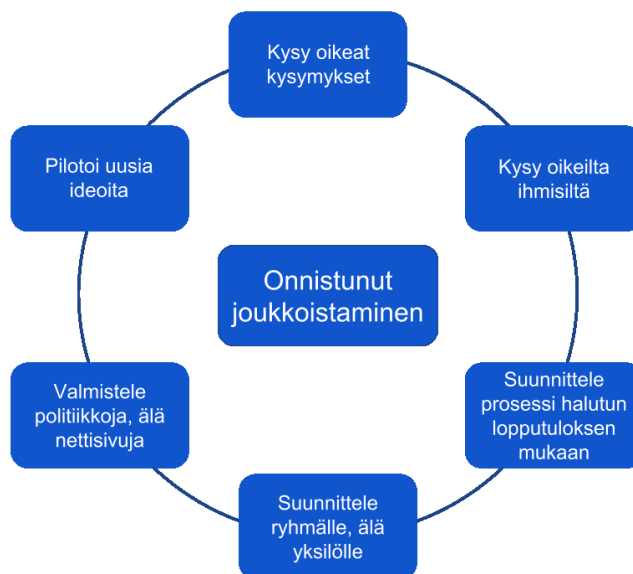 Kysy oikeat
kysymykset
Kysy oikeilta
ihmisiltä
Suunnittele
prosessi halutun
lopputuloksen
mukaan
Suunnittele
ryhmälle, älä
yksilölle
Valmistele
politiikkoja, älä
nettisivuja
Pilotoi uusia
ideoita
Onnistunut
joukkoistaminen